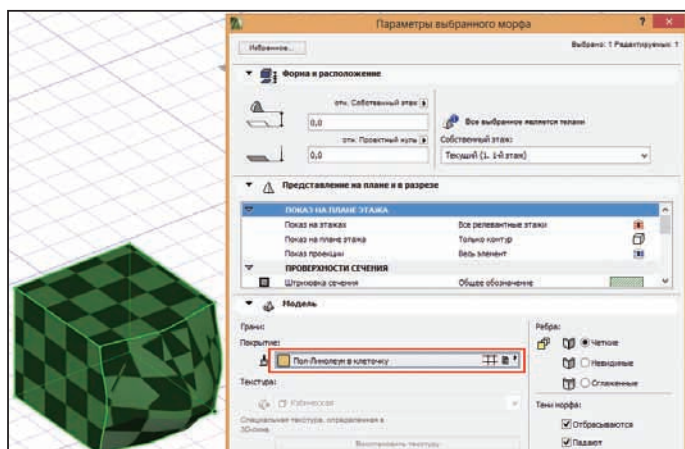 Параметры выбранного морфа
? ×
Избранное...
Выбрано: 1 Редактируемых: 1
Форма и расположение
отн. Собственный этаж
0,0
отн. Проектный нуль
0,0
Все выбранное является телами
Собственный этаж:
Текущий (1. 1-й этаж)
Представление на плане и в разрезе
ПОКАЗ НА ПЛАНЕ ЭТАЖА
Показ на этажах Все релевантные этажи
Показ на плане этажа Только контур
Показ проекции Весь элемент
ПРОВЕРХНОСТИ СЕЧЕНИЯ
Штриховка сечения Общее обозначение
Модель
Грани:
Покрытие:
Пол-Линолеум в клеточку
Текстура:
Кубическая
Специальная текстура, определенная в
3D-окне.
Восстановить текстуру
Ребра:
Четкие
Невидимые
Сглаженные
Тени морфа:
Отбрасываются
Падают